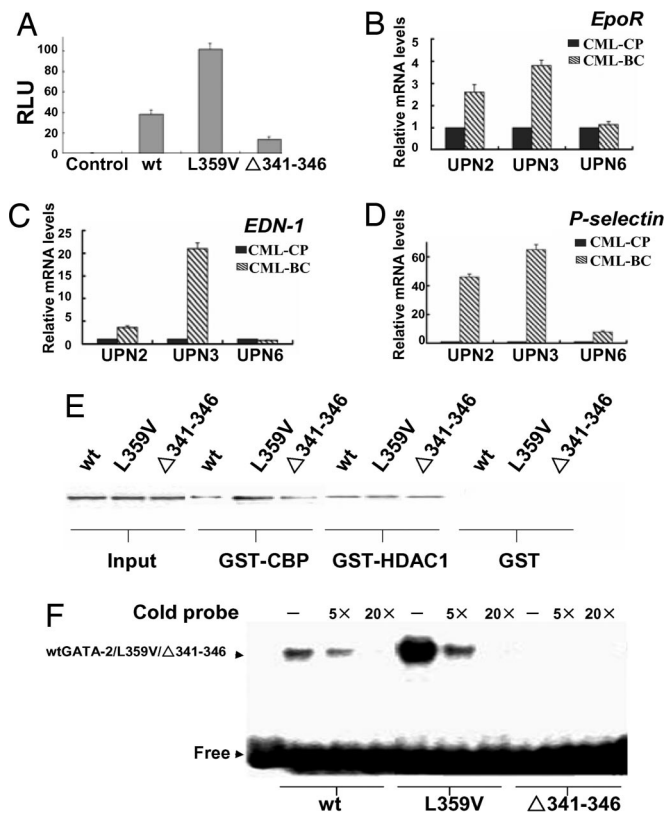 A
RLU
100
80
60
40
20
0
Control wt L359V △341-346
B
EpoR
Relative mRNA levels
5
4
3
2
1
0
CML-CP
CML-BC
UPN2 UPN3 UPN6
C
EDN-1
Relative mRNA levels
25
20
15
10
5
0
CML-CP
CML-BC
UPN2 UPN3 UPN6
D
P-selectin
Relative mRNA levels
60
40
20
0
CML-CP
CML-BC
UPN2 UPN3 UPN6
E
wt L359V △341-346 wt L359V △341-346 wt L359V △341-346 wt L359V △341-346
Input GST-CBP GST-HDAC1 GST
F
Cold probe – 5× 20× – 5× 20× – 5× 20×
wtGATA-2/L359V/△341-346
Free
wt L359V △341-346